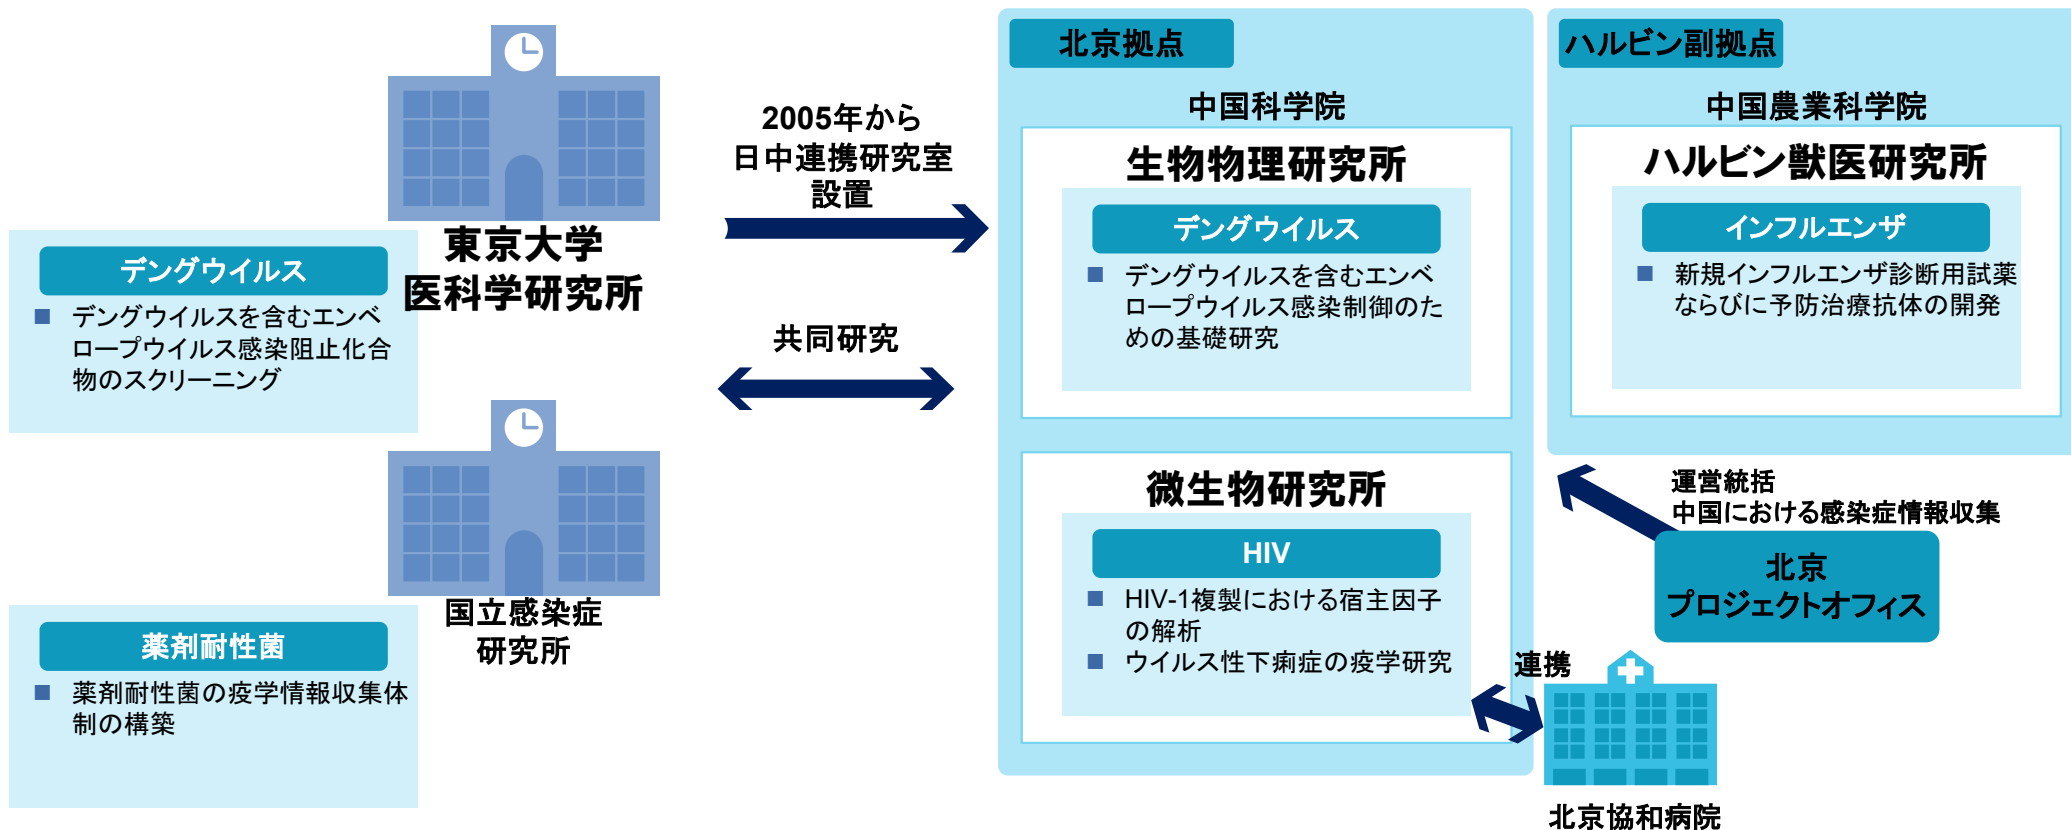 東京大学
医科学研究所
デングウイルス
■ デングウイルスを含むエンベ
ロープウイルス感染阻止化合
物のスクリーニング
国立感染症
研究所
薬剤耐性菌
■ 薬剤耐性菌の疫学情報収集体
制の構築
2005年から
日中連携研究室
設置
共同研究
北京拠点
中国科学院
生物物理研究所
デングウイルス
■ デングウイルスを含むエンベ
ロープウイルス感染制御のた
めの基礎研究
微生物研究所
HIV
■ HIV-1複製における宿主因子
の解析
■ ウイルス性下痢症の疫学研究
ハルビン副拠点
中国農業科学院
ハルビン獣医研究所
インフルエンザ
■ 新規インフルエンザ診断用試薬
ならびに予防治療抗体の開発
運営統括
中国における感染症情報収集
北京
プロジェクトオフィス
連携
北京協和病院